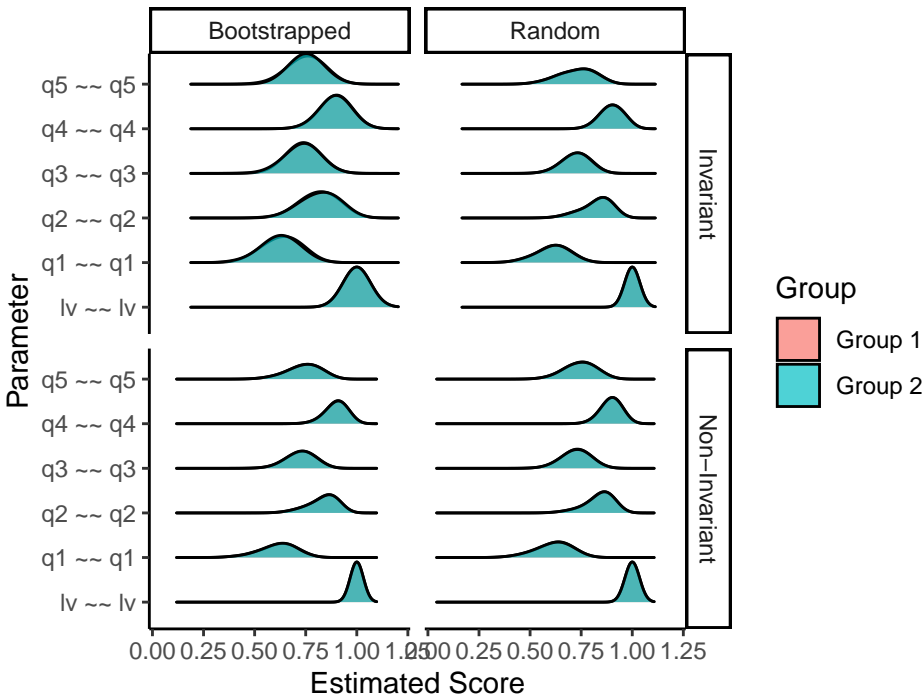 Bootstrapped Random
q5 ~~ q5
q4 ~~ q4
q3 ~~ q3
q2 ~~ q2
q1 ~~ q1
lv ~~ lv
Invariant
q5 ~~ q5
q4 ~~ q4
q3 ~~ q3
q2 ~~ q2
q1 ~~ q1
lv ~~ lv
Non−Invariant
Parameter
0.00 0.25 0.50 0.75 1.00 1.25 0.00 0.25 0.50 0.75 1.00 1.25
Estimated Score
Group
Group 1
Group 2